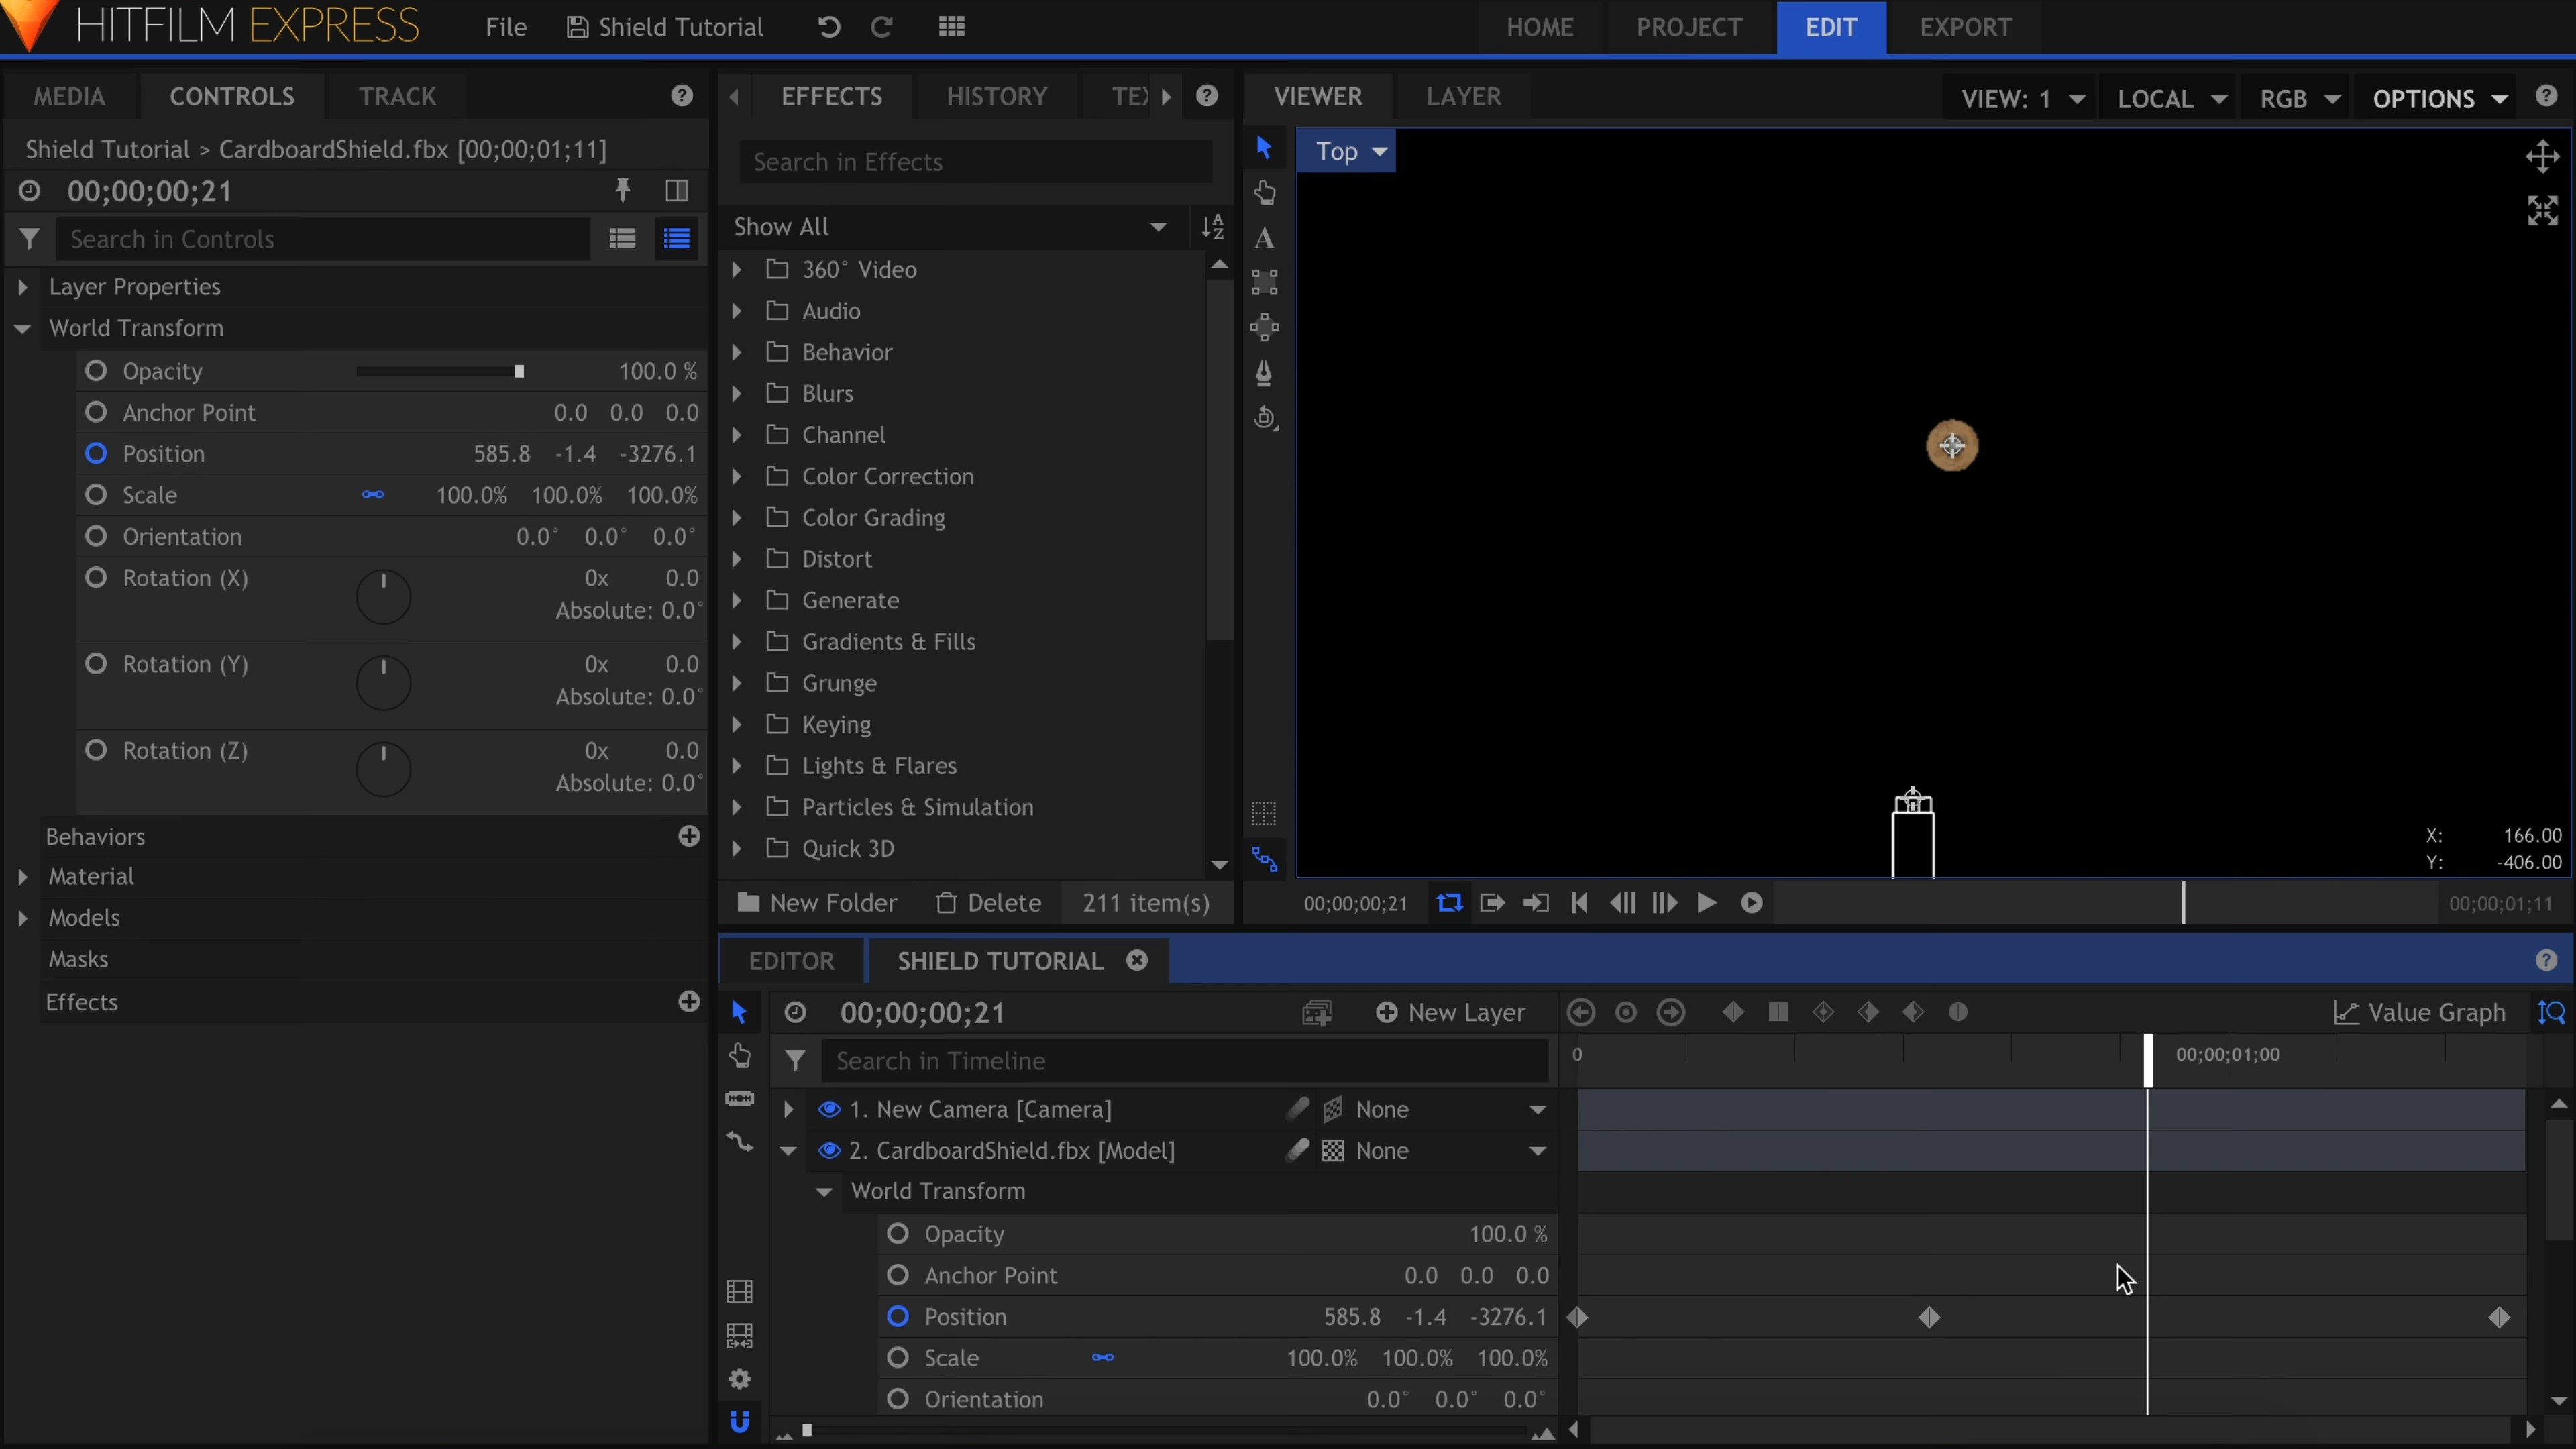 HITFILM EXPRESS File Shield Tutorial HOME PROJECT EDIT EXPORT
MEDIA CONTROLS TRACK
Shield Tutorial > CardboardShield.fbx [00;00;01;11]
00;00;00;21
Search in Controls
Layer Properties
World Transform
Opacity 100.0 %
Anchor Point 0.0 0.0 0.0
Position 585.8 -1.4 -3276.1
Scale 100.0% 100.0% 100.0%
Orientation 0.0° 0.0° 0.0°
Rotation (X) 0x 0.0
Absolute: 0.0°
Rotation (Y) 0x 0.0
Absolute: 0.0°
Rotation (Z) 0x 0.0
Absolute: 0.0°
Behaviors
Material
Models
Masks
Effects
EFFECTS HISTORY TEX
Search in Effects
Show All
360° Video
Audio
Behavior
Blurs
Channel
Color Correction
Color Grading
Distort
Generate
Gradients & Fills
Grunge
Keying
Lights & Flares
Particles & Simulation
Quick 3D
New Folder Delete 211 item(s)
VIEWER LAYER VIEW: 1 LOCAL RGB OPTIONS
Top
X: 166.00
Y: -406.00
00;00;00;21 00;00;01;11
EDITOR SHIELD TUTORIAL
00;00;00;21 New Layer Value Graph
Search in Timeline 0 00;00;01;00
1. New Camera [Camera] None
2. CardboardShield.fbx [Model] None
World Transform
Opacity 100.0 %
Anchor Point 0.0 0.0 0.0
Position 585.8 -1.4 -3276.1
Scale 100.0% 100.0% 100.0%
Orientation 0.0° 0.0° 0.0°